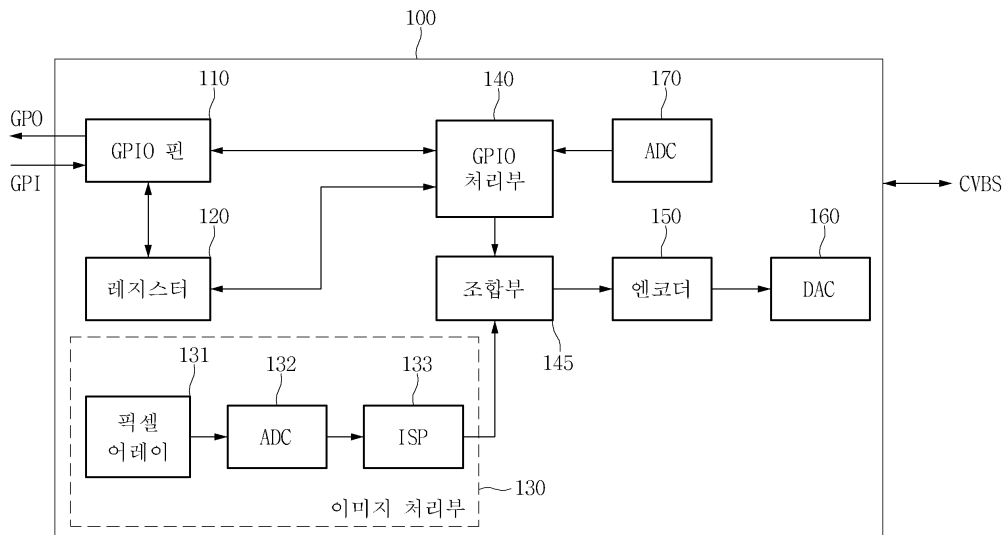 100
110
140
170
GPO
GPIO 핀
GPIO
처리부
ADC
GPI
CVBS
120
150
160
레지스터
조합부
엔코더
DAC
145
131
132
133
픽셀
어레이
ADC
ISP
130
이미지 처리부